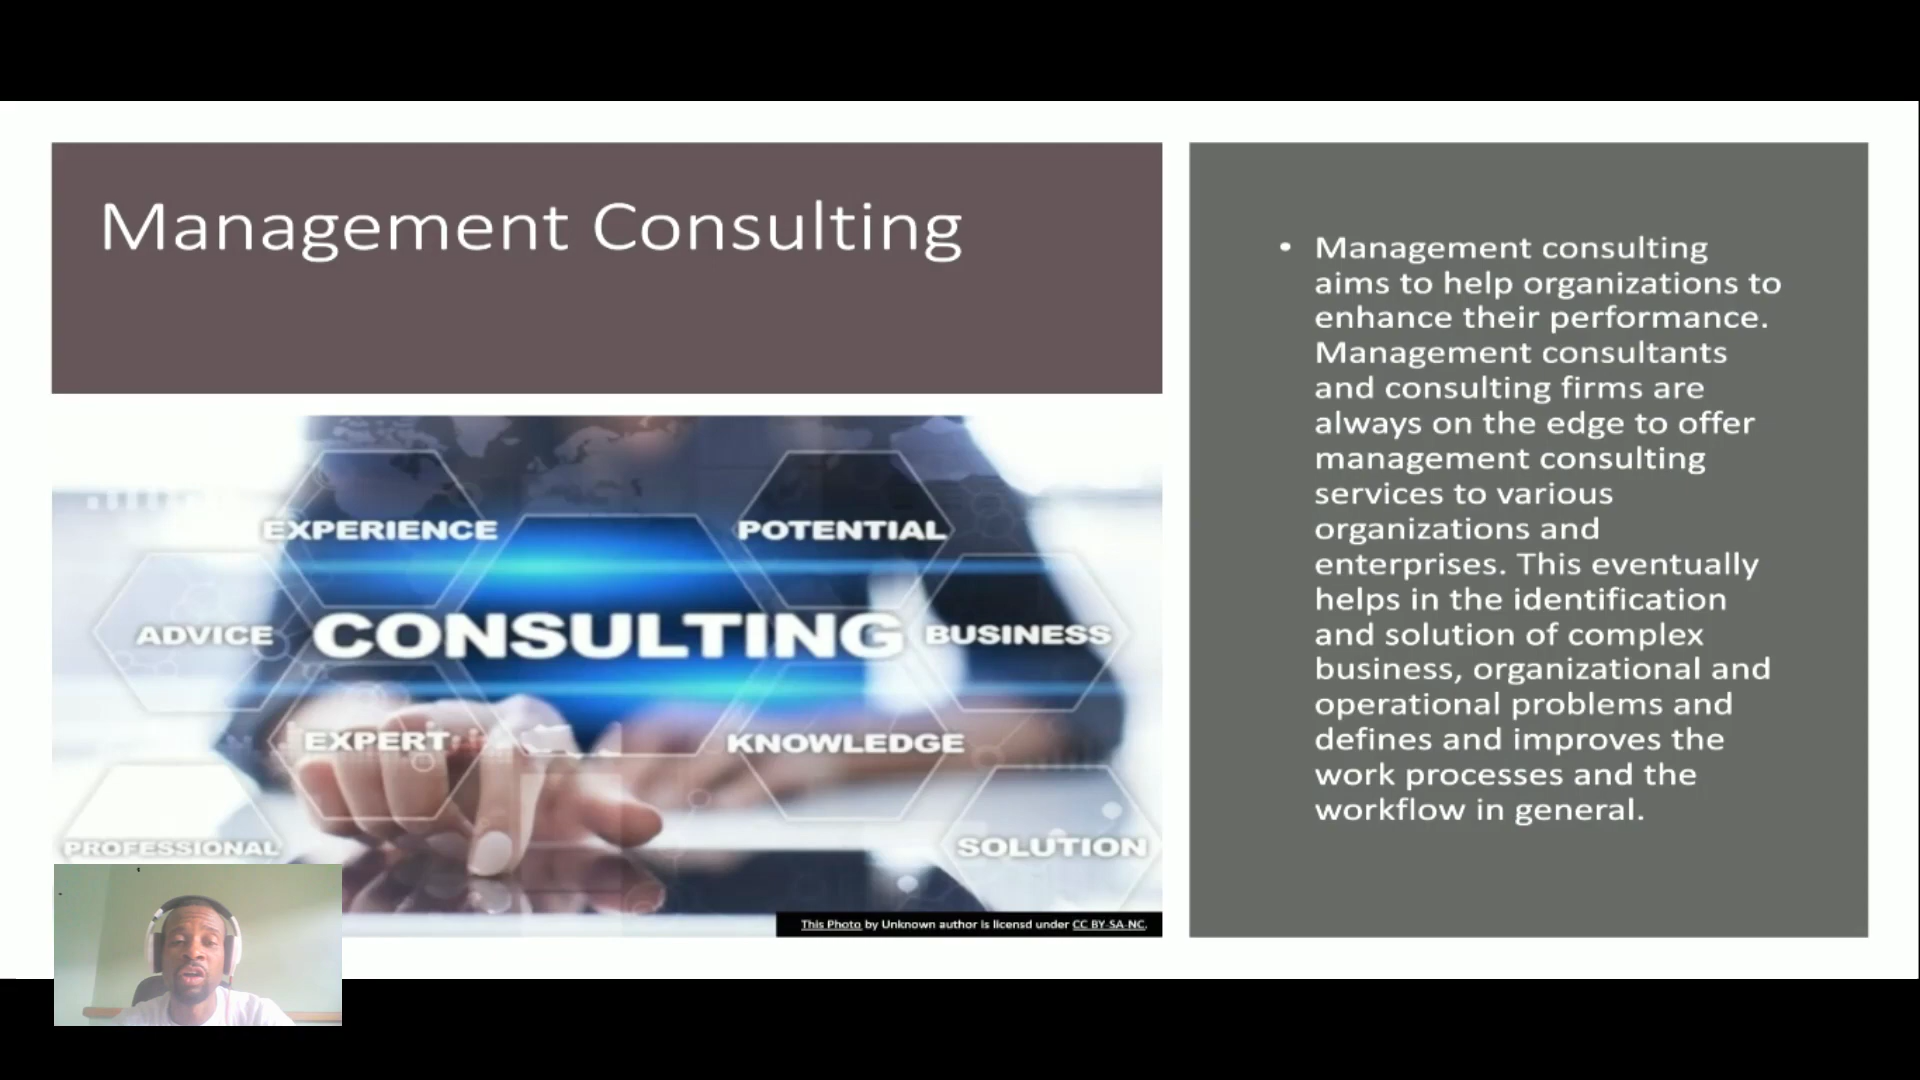 Management Consulting
EXPERIENCE
POTENTIAL
ADVICE
CONSULTING
BUSINESS
EXPERT
KNOWLEDGE
PROFESSIONAL
SOLUTION
This Photo by Unknown author is licensd under CC BY-SA-NC.
• Management consulting
aims to help organizations to
enhance their performance.
Management consultants
and consulting firms are
always on the edge to offer
management consulting
services to various
organizations and
enterprises. This eventually
helps in the identification
and solution of complex
business, organizational and
operational problems and
defines and improves the
work processes and the
workflow in general.